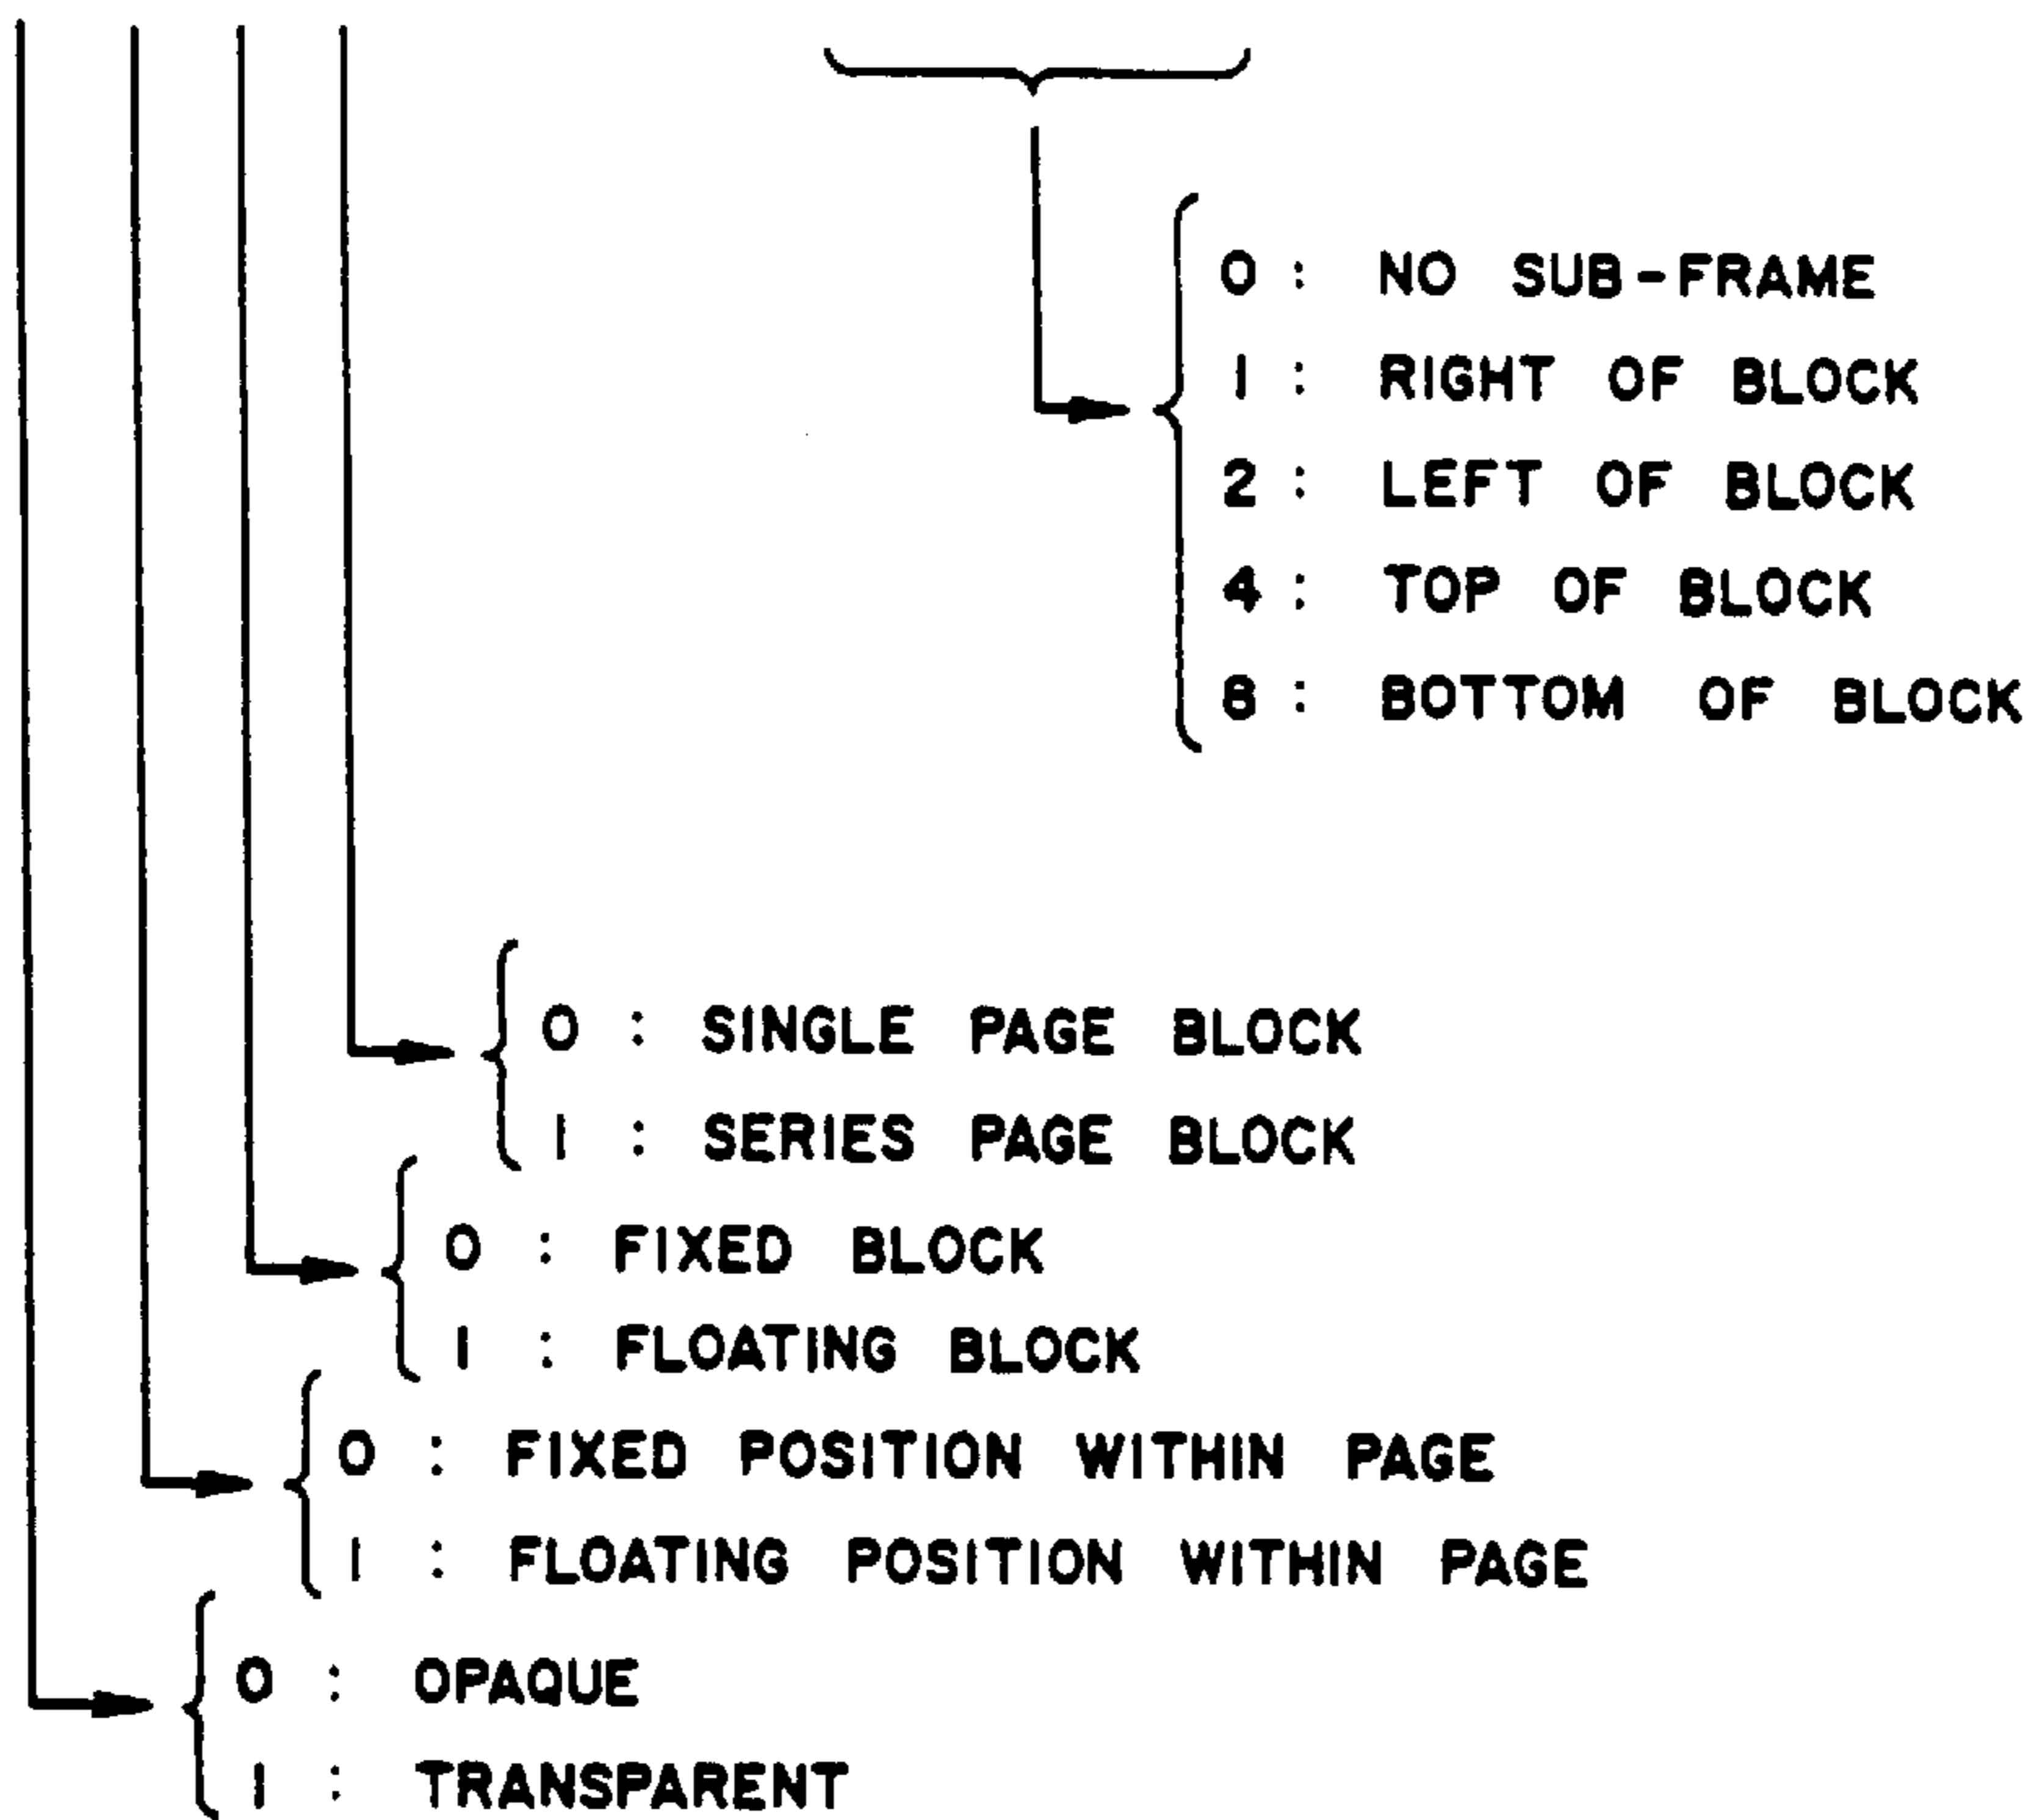 0 : NO SUB-FRAME
1 : RIGHT OF BLOCK
2 : LEFT OF BLOCK
4 : TOP OF BLOCK
8 : BOTTOM OF BLOCK
0 : SINGLE PAGE BLOCK
1 : SERIES PAGE BLOCK
0 : FIXED BLOCK
1 : FLOATING BLOCK
0 : FIXED POSITION WITHIN PAGE
1 : FLOATING POSITION WITHIN PAGE
0 : OPAQUE
1 : TRANSPARENT